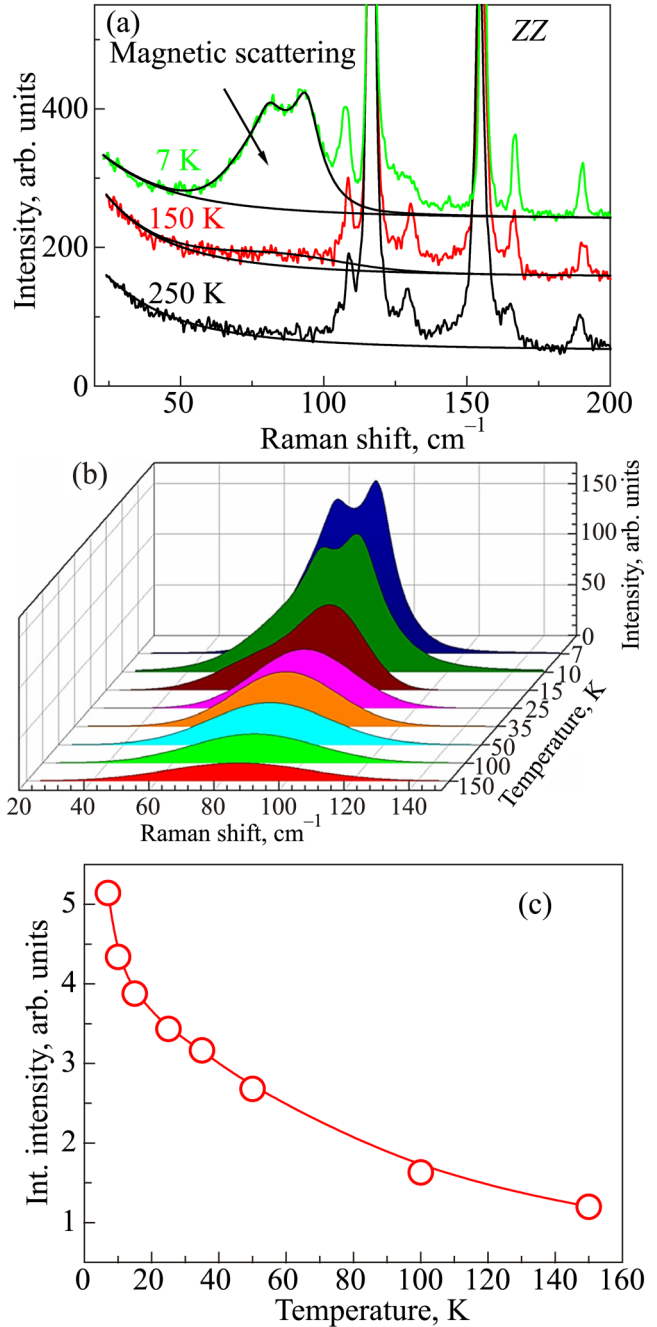 (a)
ZZ
Magnetic scattering
7 K
150 K
250 K
400
200
0
Intensity, arb. units
50
100
150
200
Raman shift, cm⁻¹
(b)
150
100
50
0
Intensity, arb. units
7
10
15
25
35
50
100
150
Temperature, K
20
40
60
80
100
120
140
Raman shift, cm⁻¹
(c)
5
4
3
2
1
Int. intensity, arb. units
0
20
40
60
80
100
120
140
160
Temperature, K